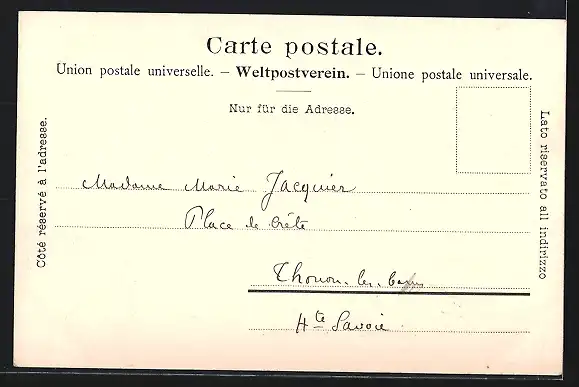 Carte postale.
Union postale universelle. – Weltpostverein. – Unione postale universale.
Nur für die Adresse.
Côté réservé à l'adresse.
Lato riservato all indirizzo
Madame Marie Jacquier
Place de Crête
Thonon-les-bains
Hte Savoie